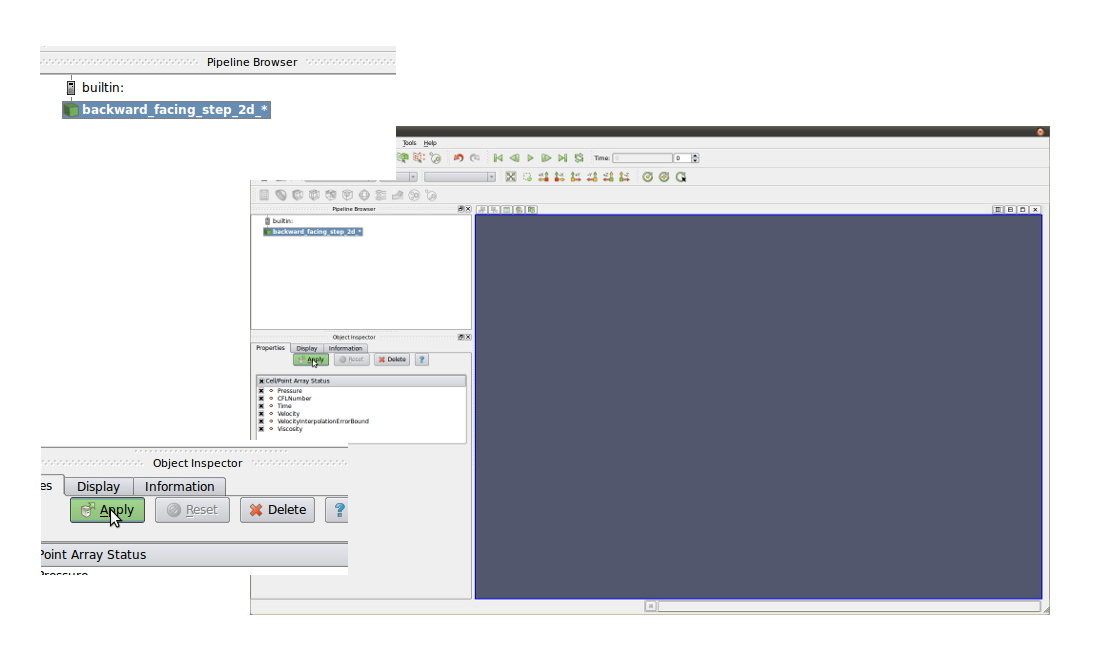 Pipeline Browser
builtin:
backward_facing_step_2d_*
Tools Help
Time: 0
Pipeline Browser
builtin:
backward_facing_step_2d_*
Object Inspector
Properties Display Information
Apply Reset Delete ?
Cell/Point Array Status
Pressure
CFLNumber
Time
Velocity
VelocityInterpolationErrorBound
Viscosity
Object Inspector
es Display Information
Apply Reset Delete ?
Point Array Status
Pressure